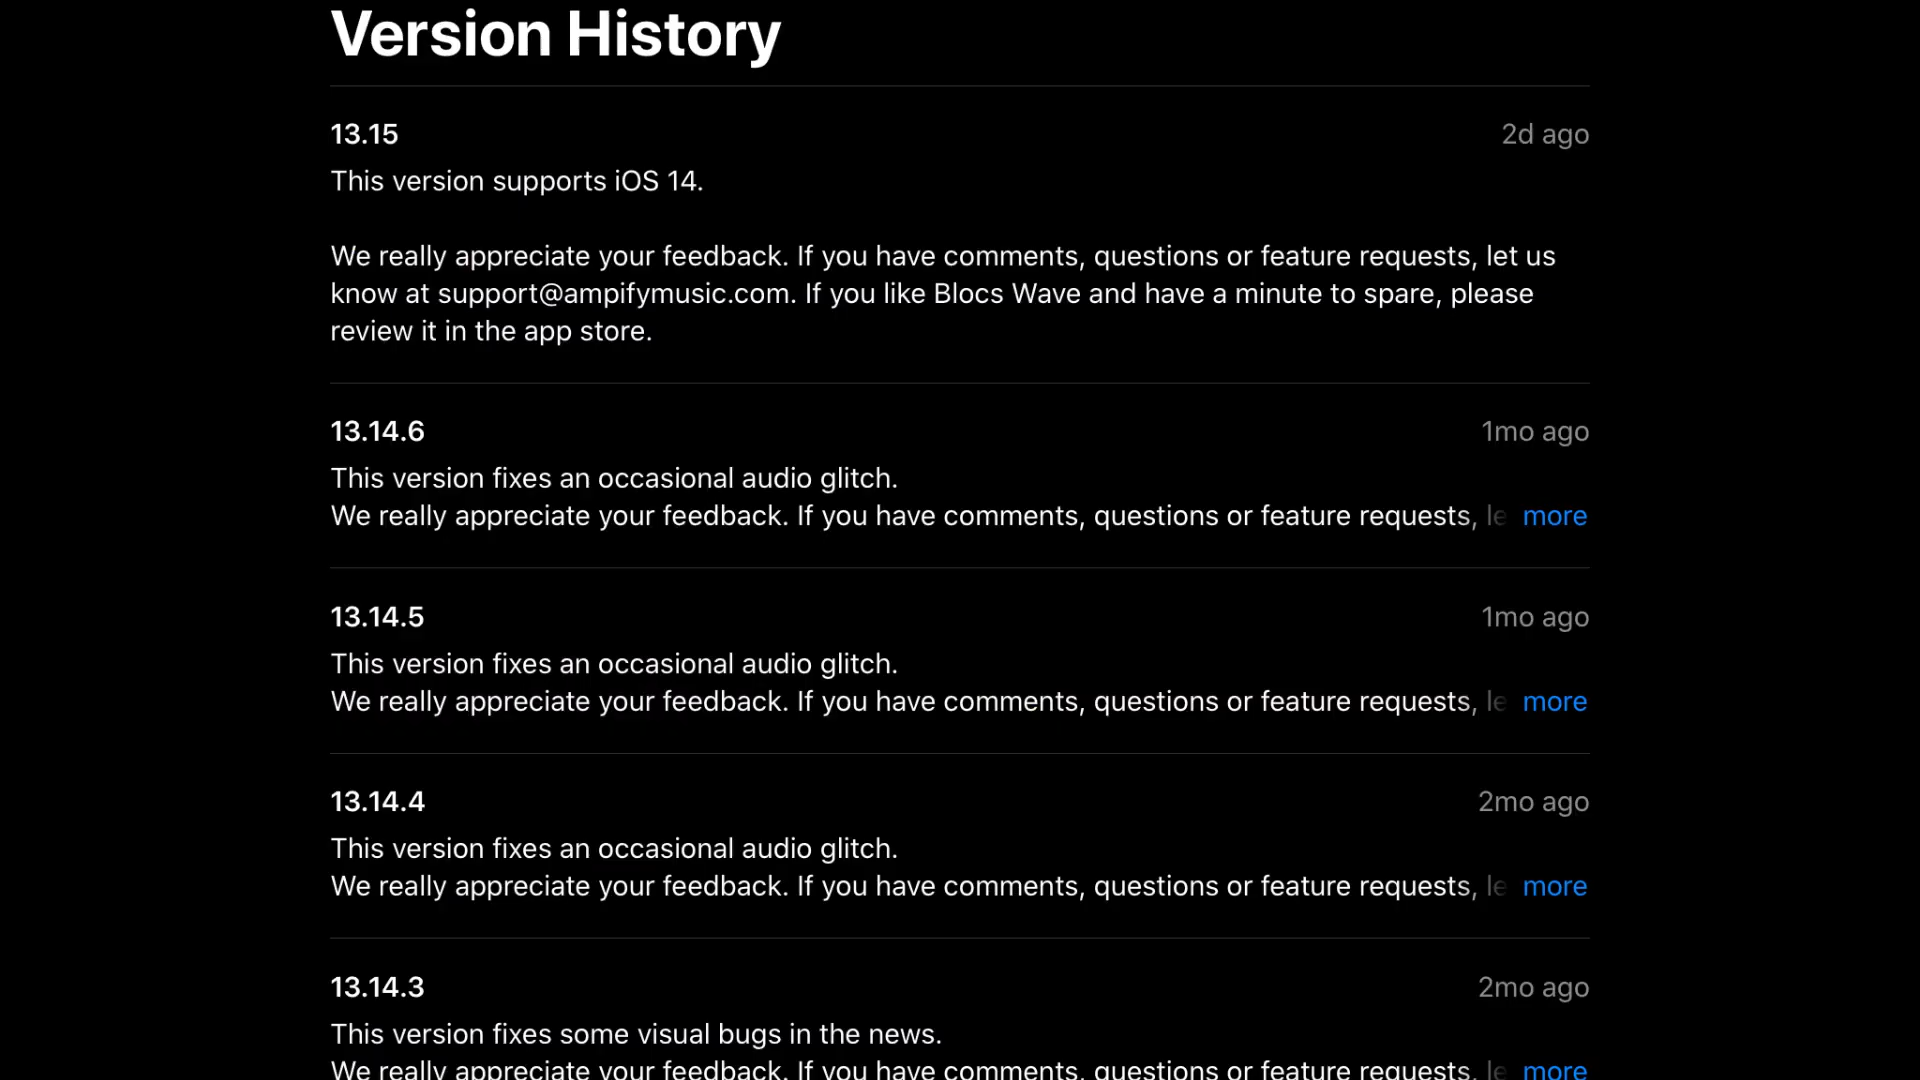 Version History
13.15
2d ago
This version supports iOS 14.
We really appreciate your feedback. If you have comments, questions or feature requests, let us
know at support@ampifymusic.com. If you like Blocs Wave and have a minute to spare, please
review it in the app store.
13.14.6
1mo ago
This version fixes an occasional audio glitch.
We really appreciate your feedback. If you have comments, questions or feature requests, le more
13.14.5
1mo ago
This version fixes an occasional audio glitch.
We really appreciate your feedback. If you have comments, questions or feature requests, le more
13.14.4
2mo ago
This version fixes an occasional audio glitch.
We really appreciate your feedback. If you have comments, questions or feature requests, le more
13.14.3
2mo ago
This version fixes some visual bugs in the news.
We really appreciate your feedback. If you have comments, questions or feature requests, le more